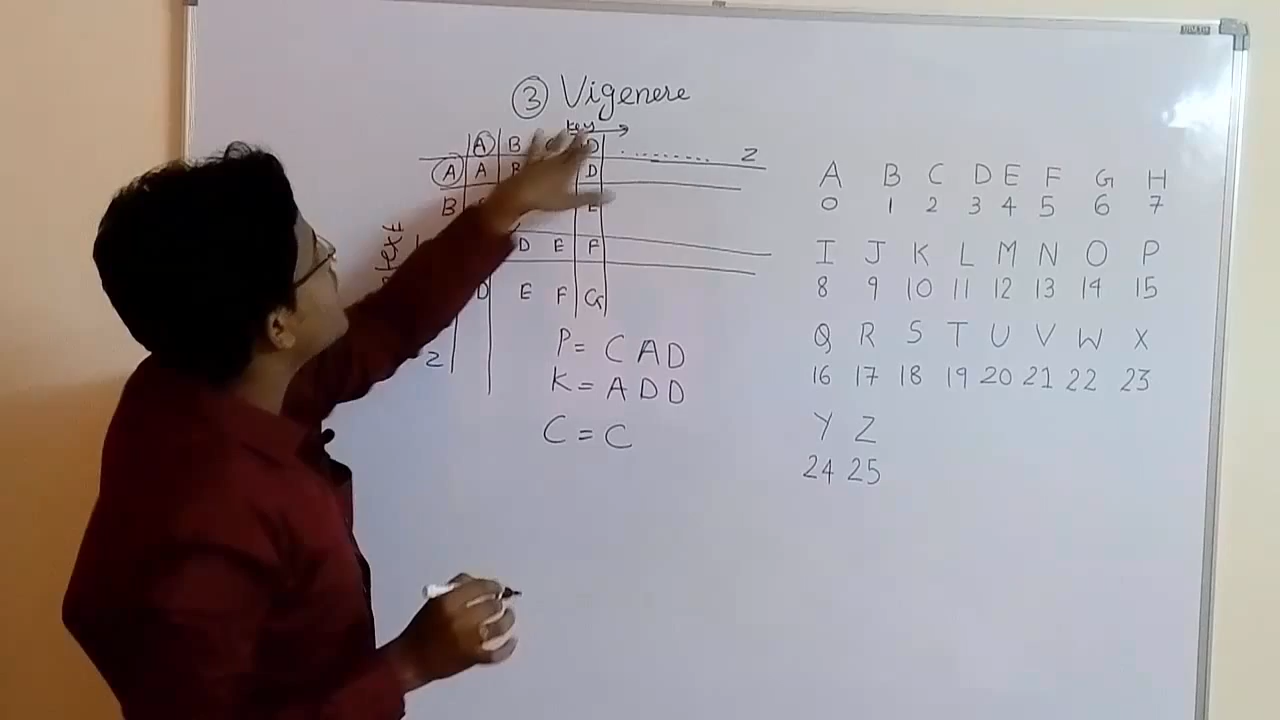 ③ Vigenere
key
A B D ......... Z
A A B D
B E
D E F
D E F G
Z
text
P = C A D
K = A D D
C = C
A B C D E F G H
0 1 2 3 4 5 6 7
I J K L M N O P
8 9 10 11 12 13 14 15
Q R S T U V W X
16 17 18 19 20 21 22 23
Y Z
24 25